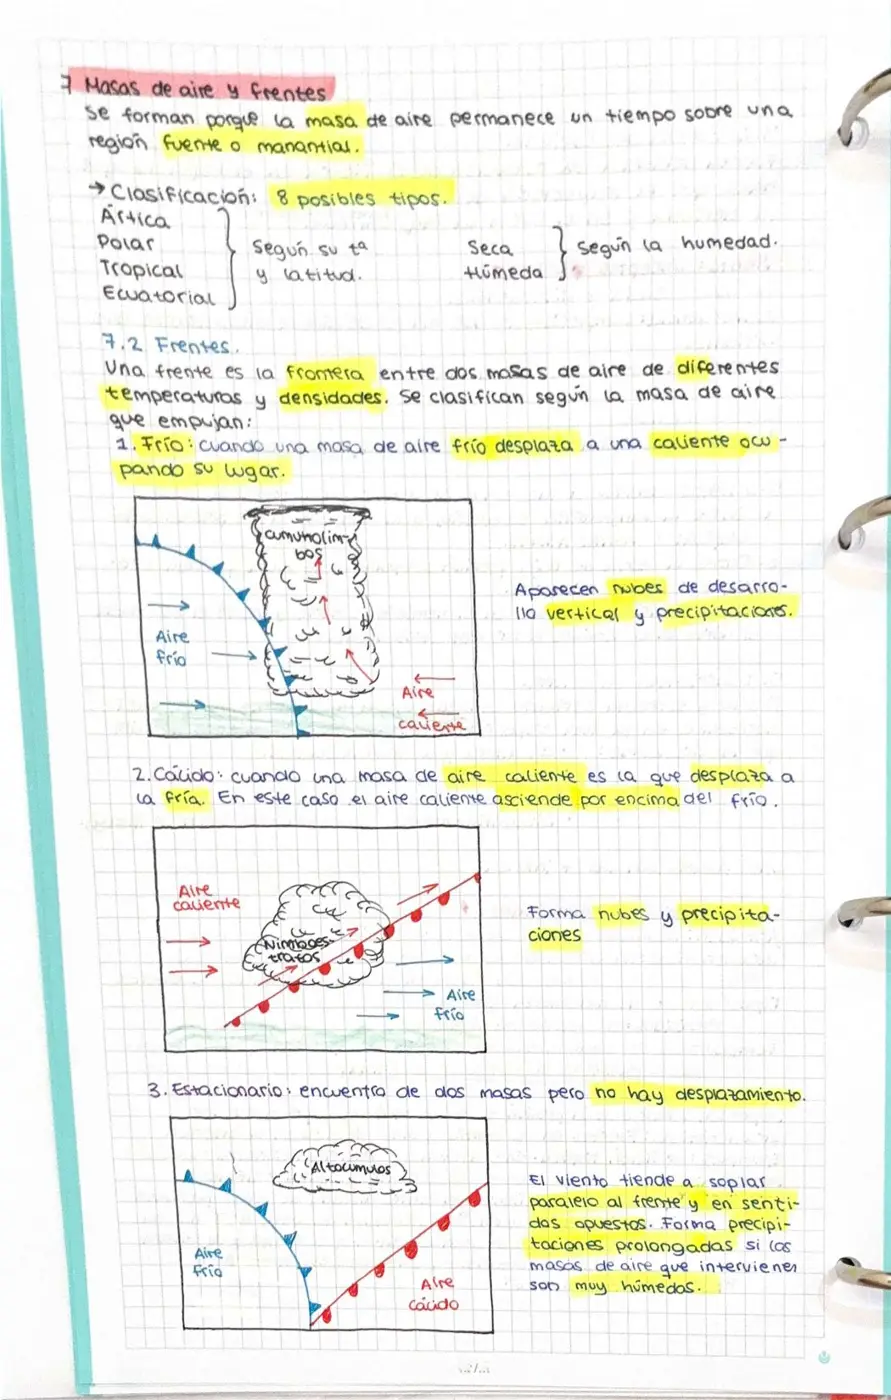 7 Masas de aire y frentes
Se forman porque la masa de aire permanece un tiempo sobre una
región fuente o manantial.
→ Clasificación: 8 posibles tipos.
Ártica
Polar
Tropical
Ecuatorial
Según su tª
y latitud.
Seca
Húmeda
Según la humedad.
7.2 Frentes.
Una frente es la frontera entre dos masas de aire de diferentes
temperaturas y densidades. Se clasifican según la masa de aire
que empujan:
1. Frío: cuando una masa de aire frío desplaza a una caliente ocu-
pando su lugar.
Cumunolim-
bos
Aire
frío
Aire
caliente
Aparecen nubes de desarro-
llo vertical y precipitaciones.
2. Cálido: cuando una masa de aire caliente es la que desplaza a
la fría. En este caso el aire caliente asciende por encima del frío.
Aire
caliente
Nimboes-
tratos
Aire
frío
Forma nubes y precipita-
ciones
3. Estacionario: encuentro de dos masas pero no hay desplazamiento.
Altocúmulos
Aire
frío
Aire
cálido
El viento tiende a soplar
paralelo al frente y en senti-
dos opuestos. Forma precipi-
taciones prolongadas si las
masas de aire que intervienen
son muy húmedas.